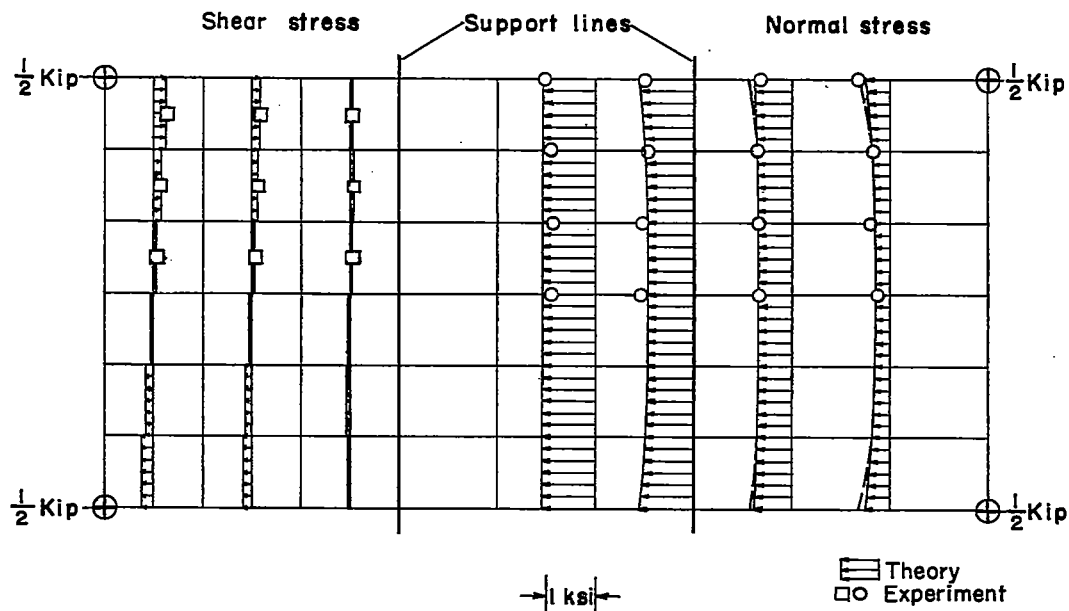 Shear stress
Support lines
Normal stress
1/2 Kip
1/2 Kip
1/2 Kip
1/2 Kip
1 ksi
Theory
Experiment